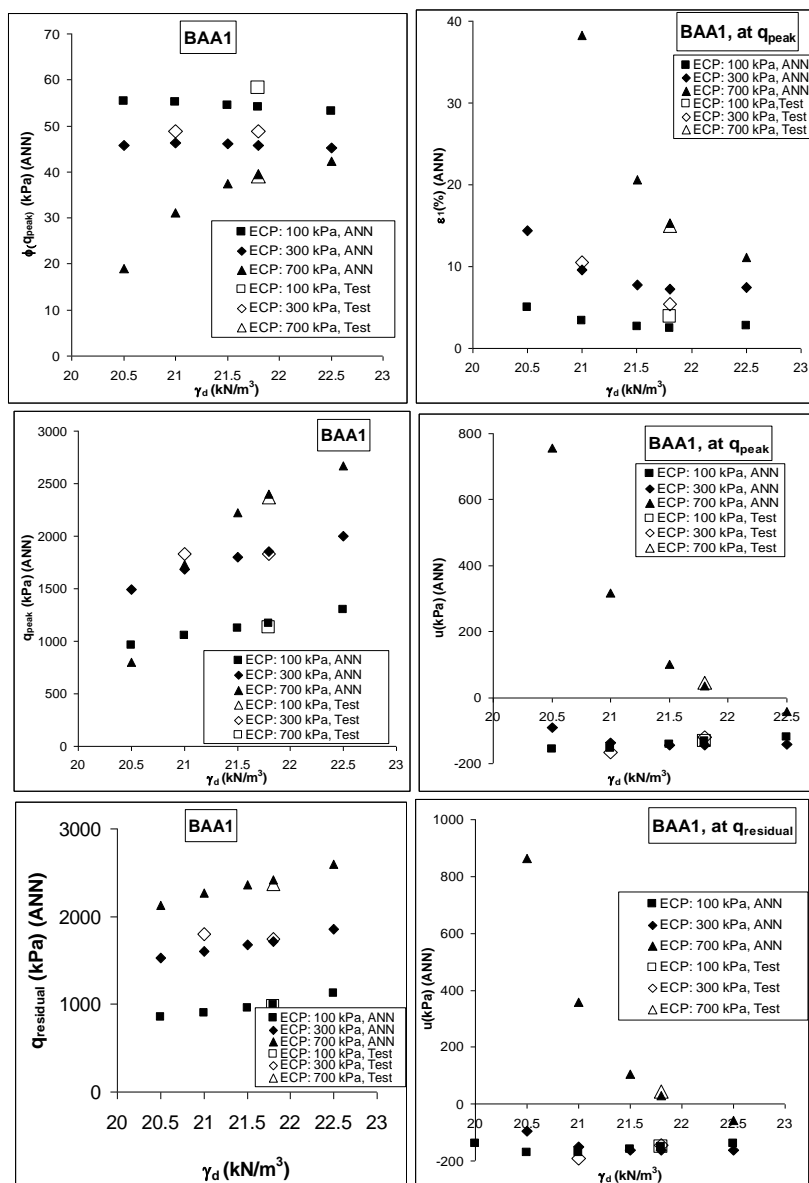 BAA1
70
60
50
40
30
20
10
0
ϕ(qpeak) (kPa) (ANN)
ECP: 100 kPa, ANN
ECP: 300 kPa, ANN
ECP: 700 kPa, ANN
ECP: 100 kPa, Test
ECP: 300 kPa, Test
ECP: 700 kPa, Test
20 20.5 21 21.5 22 22.5 23
γd (kN/m3)
BAA1, at qpeak
40
30
20
10
0
ε1(%) (ANN)
ECP: 100 kPa, ANN
ECP: 300 kPa, ANN
ECP: 700 kPa, ANN
ECP: 100 kPa,Test
ECP: 300 kPa, Test
ECP: 700 kPa, Test
20 20.5 21 21.5 22 22.5 23
γd (kN/m3)
BAA1
3000
2500
2000
1500
1000
500
0
qpeak (kPa) (ANN)
ECP: 100 kPa, ANN
ECP: 300 kPa, ANN
ECP: 700 kPa, ANN
ECP: 100 kPa, Test
ECP: 300 kPa, Test
ECP: 700 kPa, Test
20 20.5 21 21.5 22 22.5 23
γd (kN/m3)
BAA1, at qpeak
800
600
400
200
0
-200
u(kPa) (ANN)
ECP: 100 kPa, ANN
ECP: 300 kPa, ANN
ECP: 700 kPa, ANN
ECP: 100 kPa, Test
ECP: 300 kPa, Test
ECP: 700 kPa, Test
20 20.5 21 21.5 22 22.5 23
γd (kN/m3)
BAA1
3000
2000
1000
0
qresidual (kPa) (ANN)
ECP: 100 kPa, ANN
ECP: 300 kPa, ANN
ECP: 700 kPa, ANN
ECP: 100 kPa, Test
ECP: 300 kPa, Test
ECP: 700 kPa, Test
20 20.5 21 21.5 22 22.5 23
γd (kN/m3)
BAA1, at qresidual
1000
800
600
400
200
0
-200
u(kPa) (ANN)
ECP: 100 kPa, ANN
ECP: 300 kPa, ANN
ECP: 700 kPa, ANN
ECP: 100 kPa, Test
ECP: 300 kPa, Test
ECP: 700 kPa, Test
20 20.5 21 21.5 22 22.5 23
γd (kN/m3)